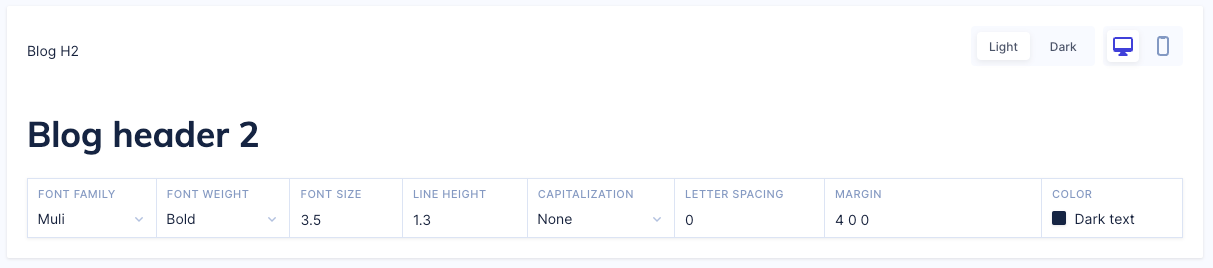 Blog H2
Light Dark
Blog header 2
FONT FAMILY FONT WEIGHT FONT SIZE LINE HEIGHT CAPITALIZATION LETTER SPACING MARGIN COLOR
Muli Bold 3.5 1.3 None 0 4 0 0 Dark text